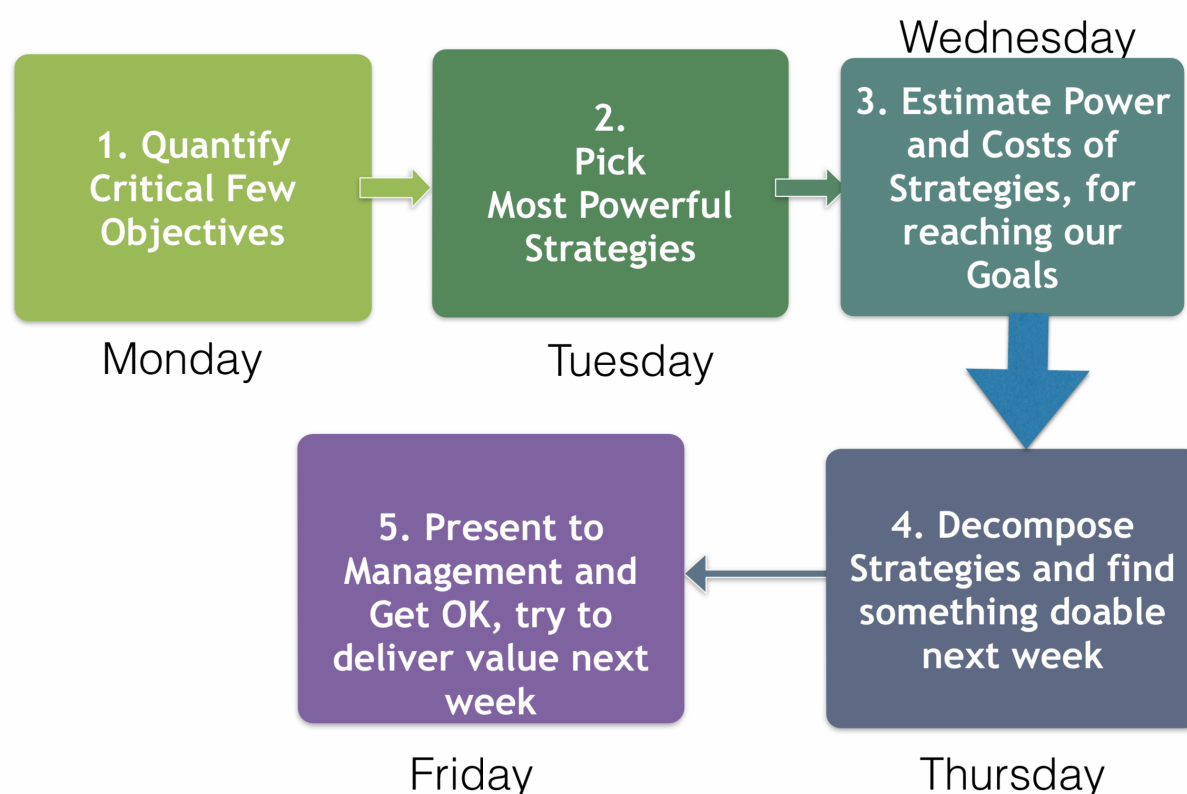 1. Quantify
Critical Few
Objectives
Monday
2.
Pick
Most Powerful
Strategies
Tuesday
Wednesday
3. Estimate Power
and Costs of
Strategies, for
reaching our
Goals
4. Decompose
Strategies and find
something doable
next week
Thursday
5. Present to
Management and
Get OK, try to
deliver value next
week
Friday